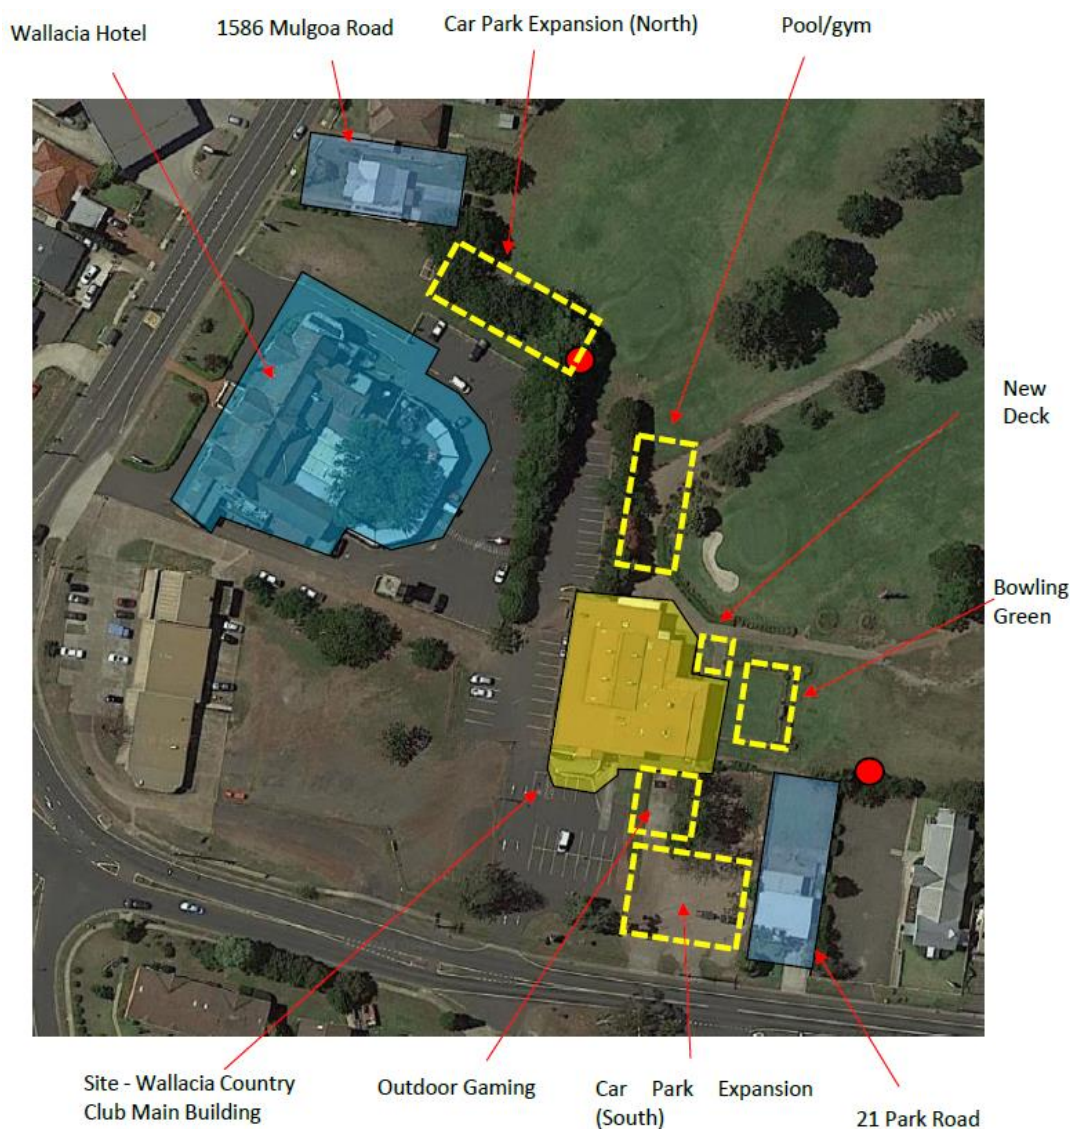 Wallacia Hotel
1586 Mulgoa Road
Car Park Expansion (North)
Pool/gym
New
Deck
Bowling
Green
Site - Wallacia Country
Club Main Building
Outdoor Gaming
Car Park Expansion
(South)
21 Park Road